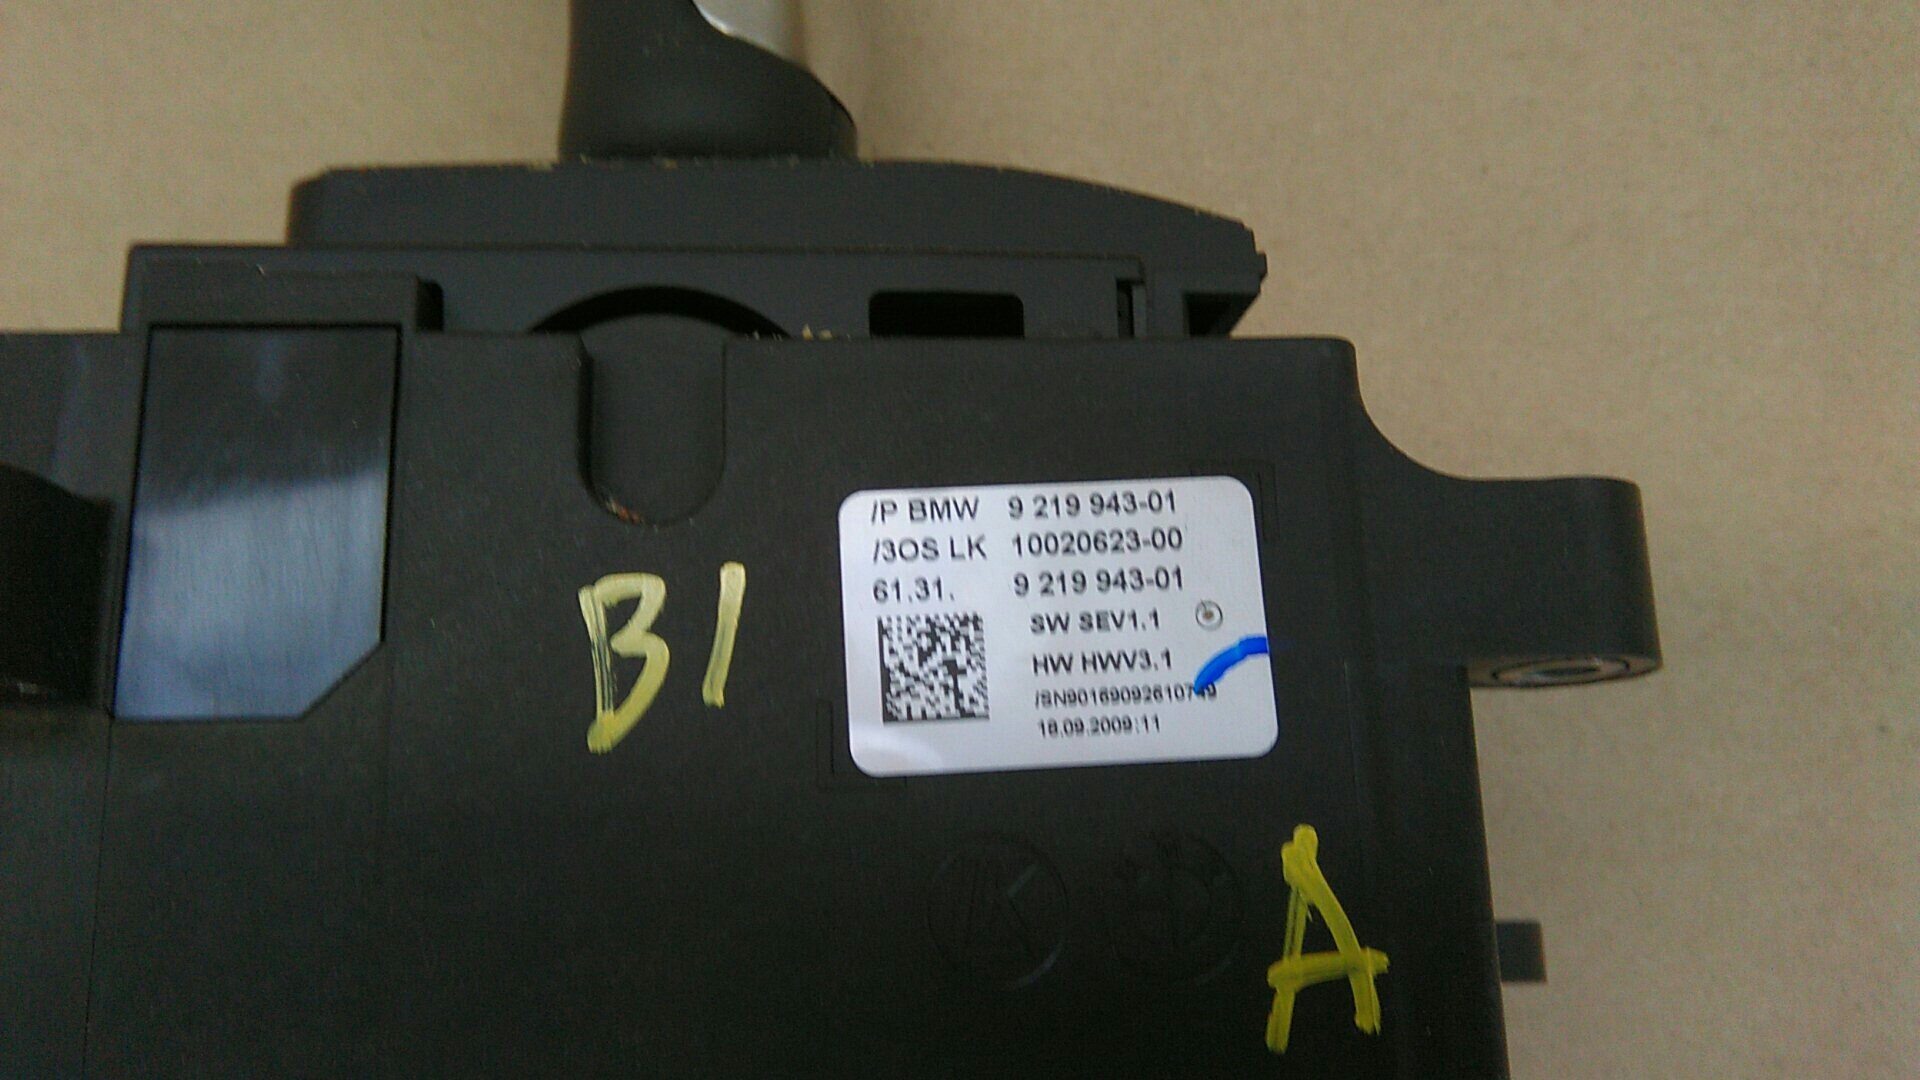 /P BMW 9 219 943-01
/3OS LK 10020623-00
61.31. 9 219 943-01
SW SEV1.1
HW HWV3.1
/SN90169092610749
18.09.2009:11
B1
A